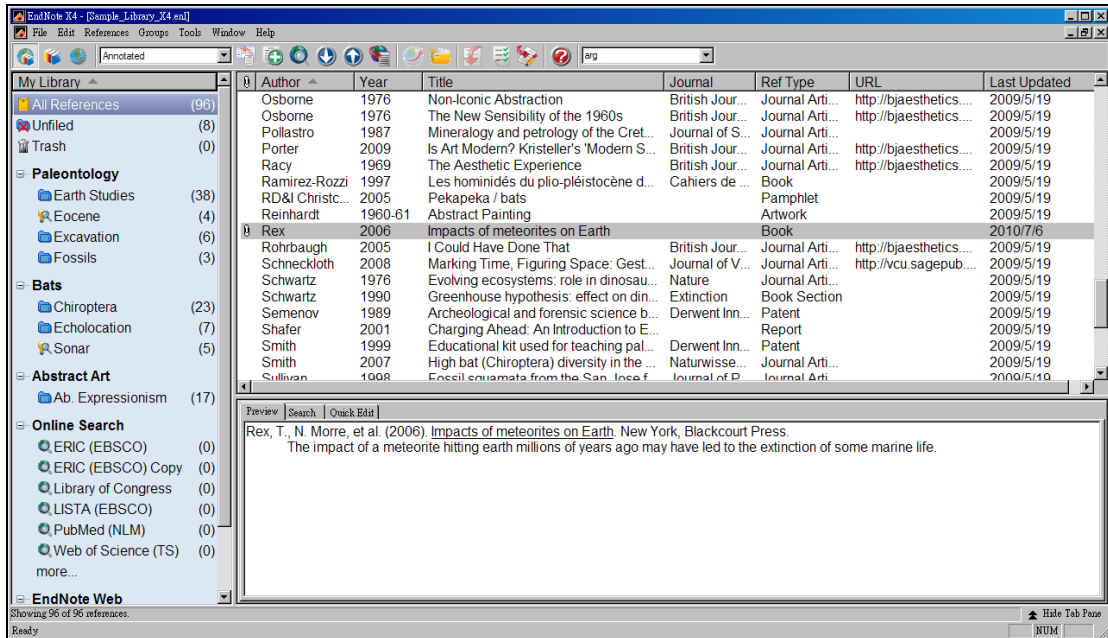 EndNote X4 - [Sample_Library_X4.enl]
File Edit References Groups Tools Window Help
Annotated arg
My Library
All References (96)
Unfiled (8)
Trash (0)
Paleontology
Earth Studies (38)
Eocene (4)
Excavation (6)
Fossils (3)
Bats
Chiroptera (23)
Echolocation (7)
Sonar (5)
Abstract Art
Ab. Expressionism (17)
Online Search
ERIC (EBSCO) (0)
ERIC (EBSCO) Copy (0)
Library of Congress (0)
LISTA (EBSCO) (0)
PubMed (NLM) (0)
Web of Science (TS) (0)
more...
EndNote Web
Author Year Title Journal Ref Type URL Last Updated
Osborne 1976 Non-Iconic Abstraction British Jour... Journal Arti... http://bjaesthetics.... 2009/5/19
Osborne 1976 The New Sensibility of the 1960s British Jour... Journal Arti... http://bjaesthetics.... 2009/5/19
Pollastro 1987 Mineralogy and petrology of the Cret... Journal of S... Journal Arti... 2009/5/19
Porter 2009 Is Art Modern? Kristeller's 'Modern S... British Jour... Journal Arti... http://bjaesthetics.... 2009/5/19
Racy 1969 The Aesthetic Experience British Jour... Journal Arti... http://bjaesthetics.... 2009/5/19
Ramirez-Rozzi 1997 Les hominidés du plio-pléistocène d... Cahiers de ... Book 2009/5/19
RD&I Christc... 2005 Pekapeka / bats Pamphlet 2009/5/19
Reinhardt 1960-61 Abstract Painting Artwork 2009/5/19
Rex 2006 Impacts of meteorites on Earth Book 2010/7/6
Rohrbaugh 2005 I Could Have Done That British Jour... Journal Arti... http://bjaesthetics.... 2009/5/19
Schneckloth 2008 Marking Time, Figuring Space: Gest... Journal of V... Journal Arti... http://vcu.sagepub.... 2009/5/19
Schwartz 1976 Evolving ecosystems: role in dinosau... Nature Journal Arti... 2009/5/19
Schwartz 1990 Greenhouse hypothesis: effect on din... Extinction Book Section 2009/5/19
Semenov 1989 Archeological and forensic science b... Derwent Inn... Patent 2009/5/19
Shafer 2001 Charging Ahead: An Introduction to E... Report 2009/5/19
Smith 1999 Educational kit used for teaching pal... Derwent Inn... Patent 2009/5/19
Smith 2007 High bat (Chiroptera) diversity in the ... Naturwisse... Journal Arti... 2009/5/19
Sullivan 1998 Fossil squamata from the San Jose f... Journal of P... Journal Arti... 2009/5/19
Preview Search Quick Edit
Rex, T., N. Morre, et al. (2006). Impacts of meteorites on Earth. New York, Blackcourt Press.
The impact of a meteorite hitting earth millions of years ago may have led to the extinction of some marine life.
Showing 96 of 96 references.
Hide Tab Pane
Ready NUM